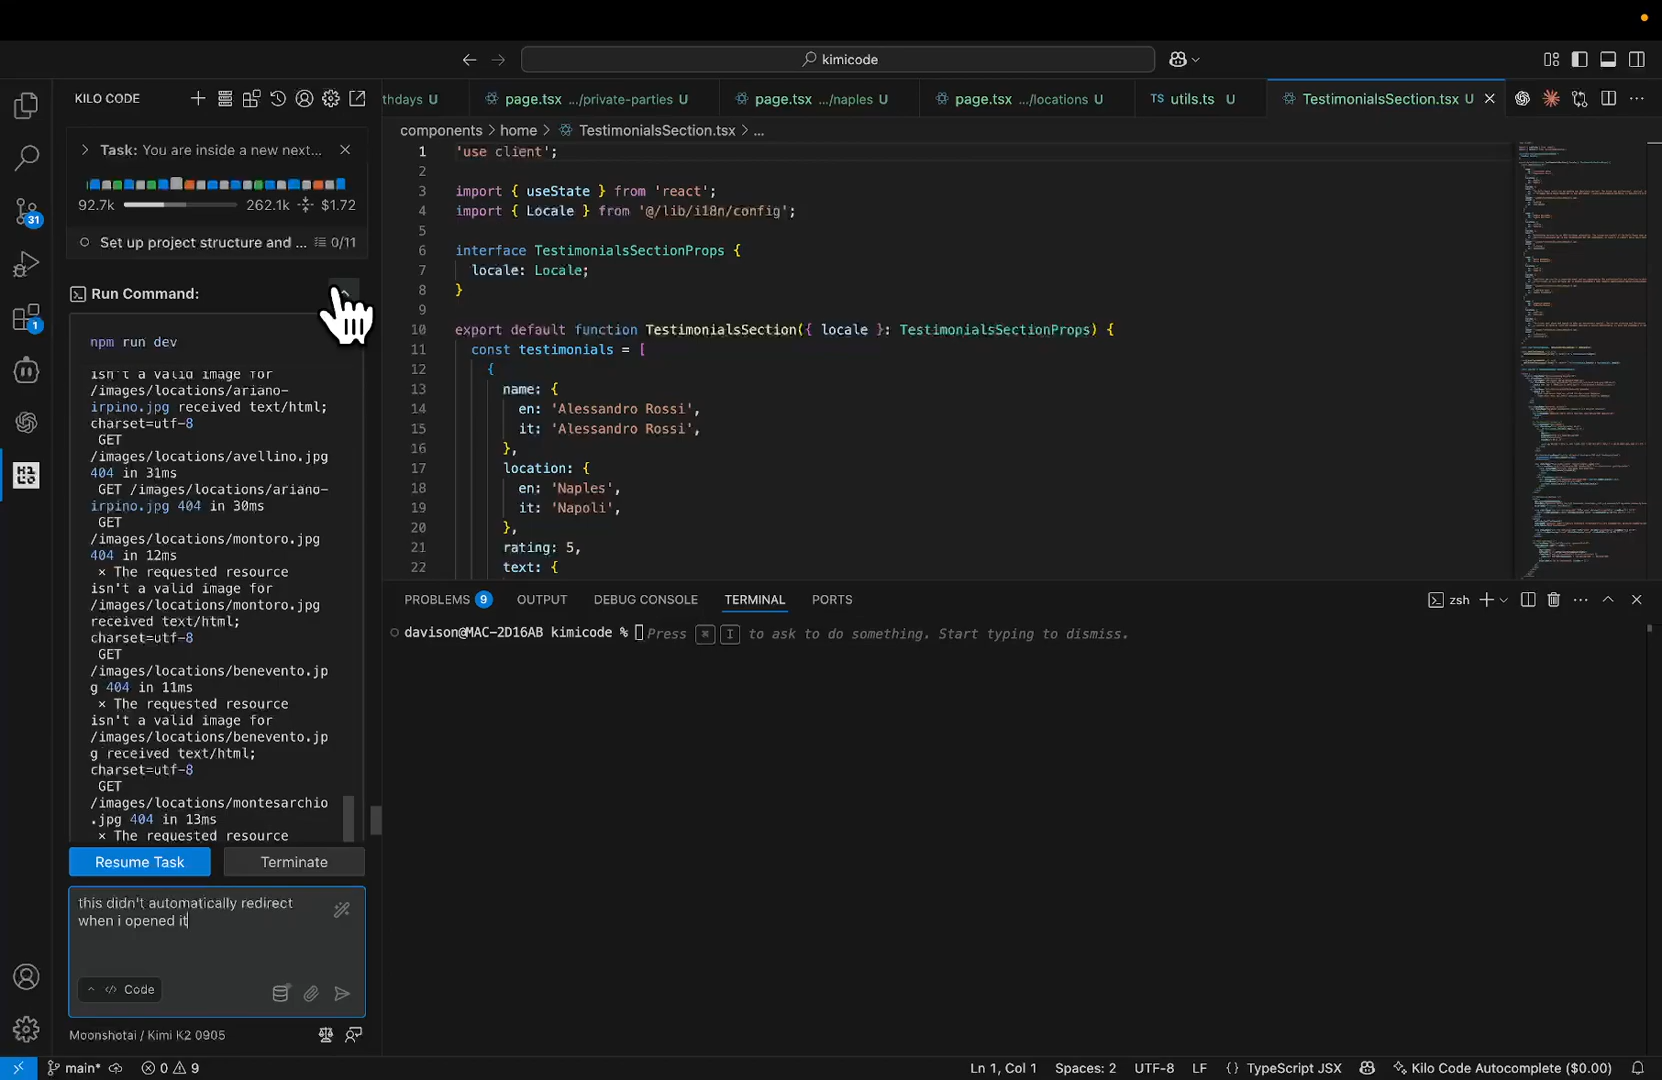 kimicode
KILO CODE
thdays U
page.tsx .../private-parties U
page.tsx .../naples U
page.tsx .../locations U
TS utils.ts U
TestimonialsSection.tsx U
components > home > TestimonialsSection.tsx > ...
Task: You are inside a new next...
92.7k 262.1k $1.72
Set up project structure and ... 0/11
Run Command:
npm run dev
isn't a valid image for
/images/locations/ariano-
irpino.jpg received text/html;
charset=utf-8
GET
/images/locations/avellino.jpg
404 in 31ms
GET /images/locations/ariano-
irpino.jpg 404 in 30ms
GET
/images/locations/montoro.jpg
404 in 12ms
× The requested resource
isn't a valid image for
/images/locations/montoro.jpg
received text/html;
charset=utf-8
GET
/images/locations/benevento.jp
g 404 in 11ms
× The requested resource
isn't a valid image for
/images/locations/benevento.jp
g received text/html;
charset=utf-8
GET
/images/locations/montesarchio
.jpg 404 in 13ms
× The requested resource
Resume Task
Terminate
this didn't automatically redirect
when i opened it
Code
Moonshotai / Kimi K2 0905
31
1
1 'use client';
2
3 import { useState } from 'react';
4 import { Locale } from '@/lib/i18n/config';
5
6 interface TestimonialsSectionProps {
7 locale: Locale;
8 }
9
10 export default function TestimonialsSection({ locale }: TestimonialsSectionProps) {
11 const testimonials = [
12 {
13 name: {
14 en: 'Alessandro Rossi',
15 it: 'Alessandro Rossi',
16 },
17 location: {
18 en: 'Naples',
19 it: 'Napoli',
20 },
21 rating: 5,
22 text: {
PROBLEMS 9 OUTPUT DEBUG CONSOLE TERMINAL PORTS
zsh
davison@MAC-2D16AB kimicode % Press ⌘ I to ask to do something. Start typing to dismiss.
main* 0 9
Ln 1, Col 1 Spaces: 2 UTF-8 LF {} TypeScript JSX Kilo Code Autocomplete ($0.00)